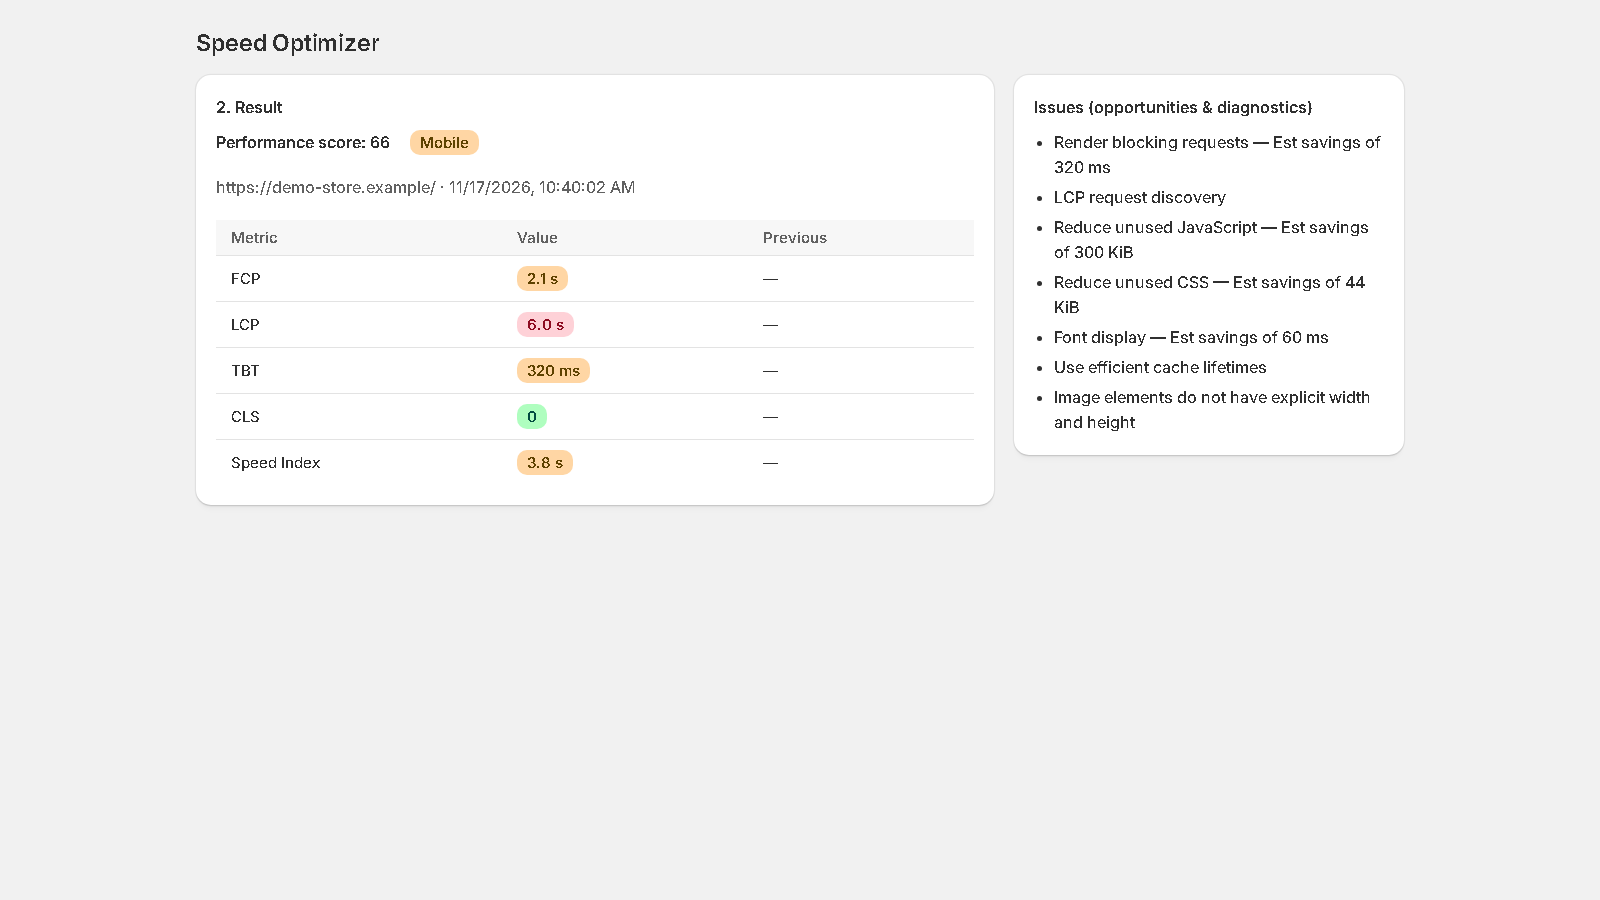 Speed Optimizer
2. Result
Performance score: 66 Mobile
https://demo-store.example/ · 11/17/2026, 10:40:02 AM
Metric Value Previous
FCP 2.1 s —
LCP 6.0 s —
TBT 320 ms —
CLS 0 —
Speed Index 3.8 s —
Issues (opportunities & diagnostics)
• Render blocking requests — Est savings of
320 ms
• LCP request discovery
• Reduce unused JavaScript — Est savings
of 300 KiB
• Reduce unused CSS — Est savings of 44
KiB
• Font display — Est savings of 60 ms
• Use efficient cache lifetimes
• Image elements do not have explicit width
and height